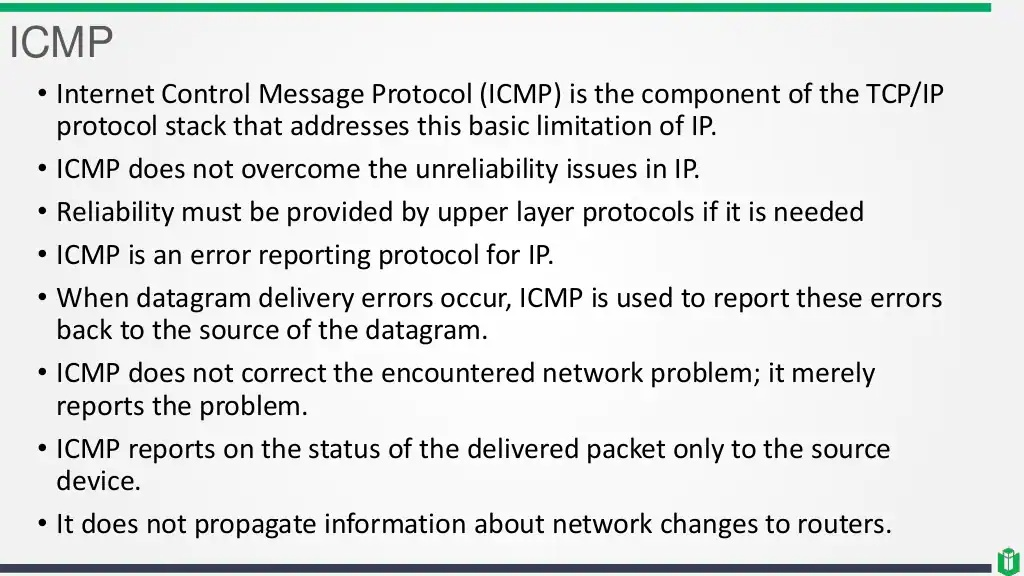 ICMP
• Internet Control Message Protocol (ICMP) is the component of the TCP/IP
protocol stack that addresses this basic limitation of IP.
• ICMP does not overcome the unreliability issues in IP.
• Reliability must be provided by upper layer protocols if it is needed
• ICMP is an error reporting protocol for IP.
• When datagram delivery errors occur, ICMP is used to report these errors
back to the source of the datagram.
• ICMP does not correct the encountered network problem; it merely
reports the problem.
• ICMP reports on the status of the delivered packet only to the source
device.
• It does not propagate information about network changes to routers.